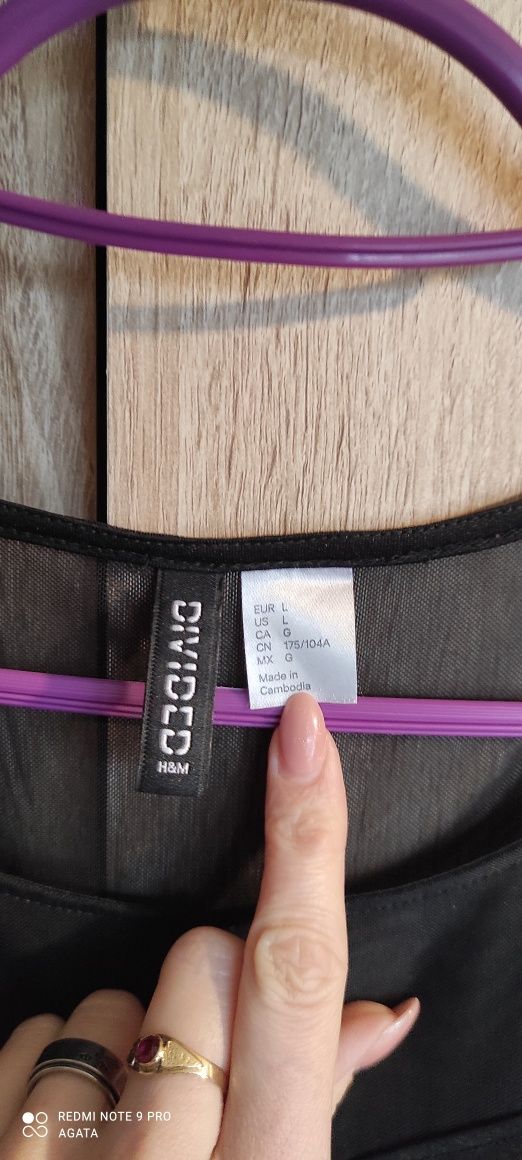 DIVIDED
H&M
EUR L
US L
CA G
CN 175/104A
MX G
Made in
Cambodia
REDMI NOTE 9 PRO
AGATA